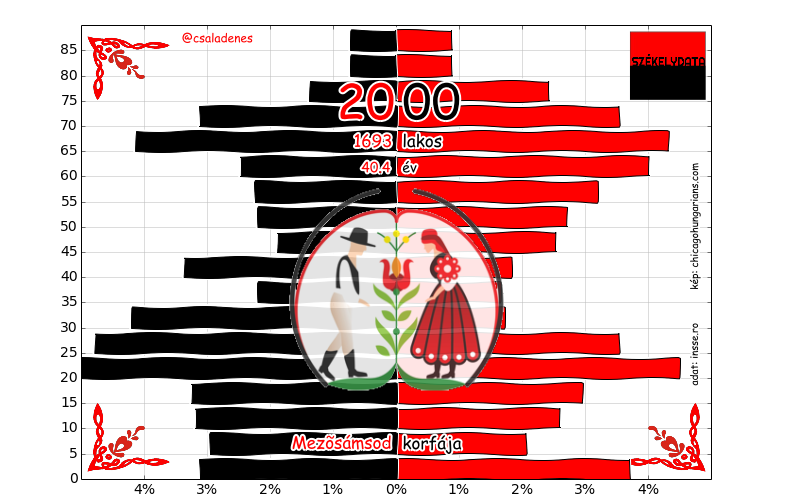 @csaladenes
SZÉKELYDATA
2000
1693 lakos
40.4 év
Mezõsámsod korfája
kép: chicagohungarians.com
adat: insse.ro
85
80
75
70
65
60
55
50
45
40
35
30
25
20
15
10
5
0
4% 3% 2% 1% 0% 1% 2% 3% 4%